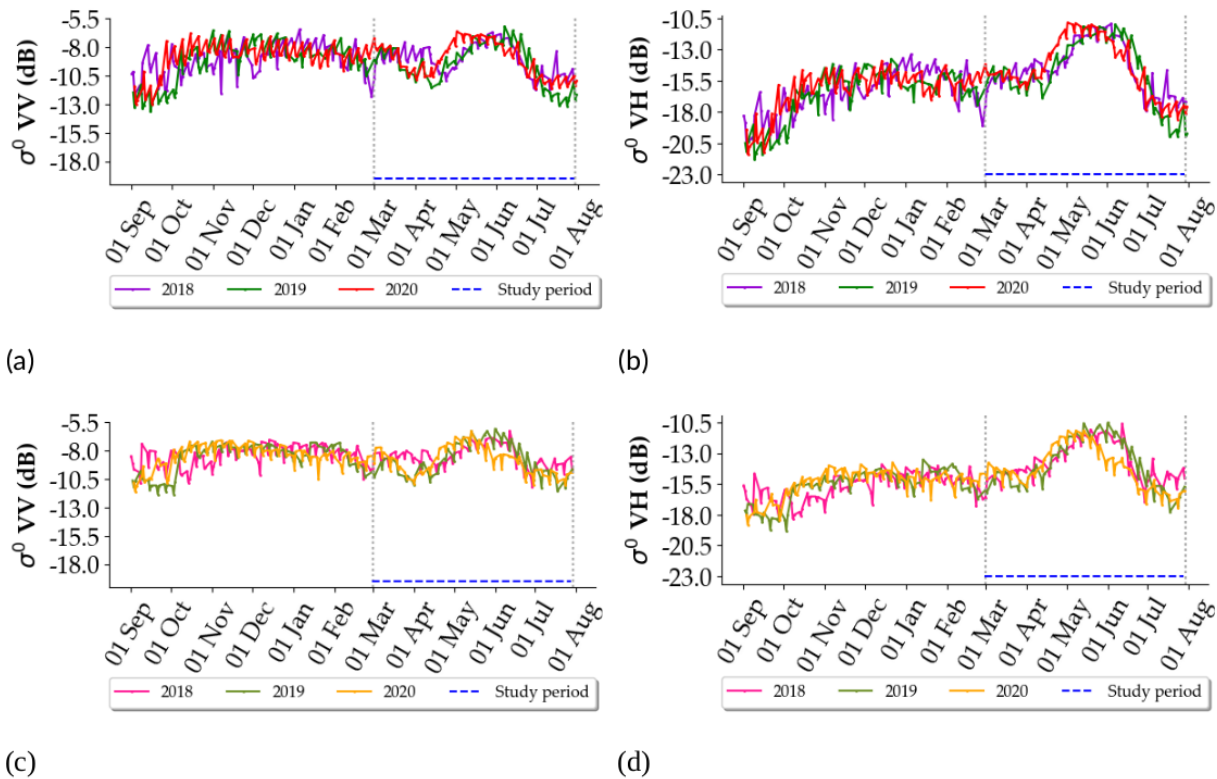 -5.5
-8.0
-10.5
-13.0
-15.5
-18.0
σ⁰ VV (dB)
01 Sep
01 Oct
01 Nov
01 Dec
01 Jan
01 Feb
01 Mar
01 Apr
01 May
01 Jun
01 Jul
01 Aug
2018 2019 2020 Study period
(a)
-10.5
-13.0
-15.5
-18.0
-20.5
-23.0
σ⁰ VH (dB)
01 Sep
01 Oct
01 Nov
01 Dec
01 Jan
01 Feb
01 Mar
01 Apr
01 May
01 Jun
01 Jul
01 Aug
2018 2019 2020 Study period
(b)
-5.5
-8.0
-10.5
-13.0
-15.5
-18.0
σ⁰ VV (dB)
01 Sep
01 Oct
01 Nov
01 Dec
01 Jan
01 Feb
01 Mar
01 Apr
01 May
01 Jun
01 Jul
01 Aug
2018 2019 2020 Study period
(c)
-10.5
-13.0
-15.5
-18.0
-20.5
-23.0
σ⁰ VH (dB)
01 Sep
01 Oct
01 Nov
01 Dec
01 Jan
01 Feb
01 Mar
01 Apr
01 May
01 Jun
01 Jul
01 Aug
2018 2019 2020 Study period
(d)